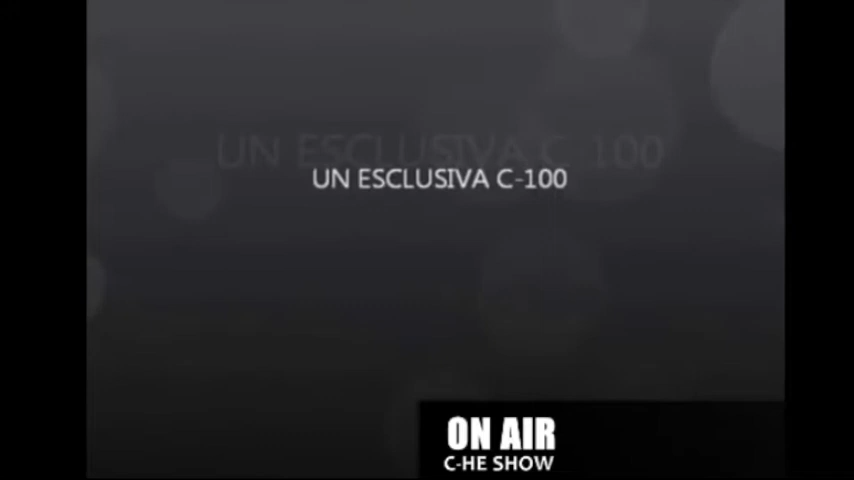 UN ESCLUSIVA C-100
UN ESCLUSIVA C-100
ON AIR
C-HE SHOW